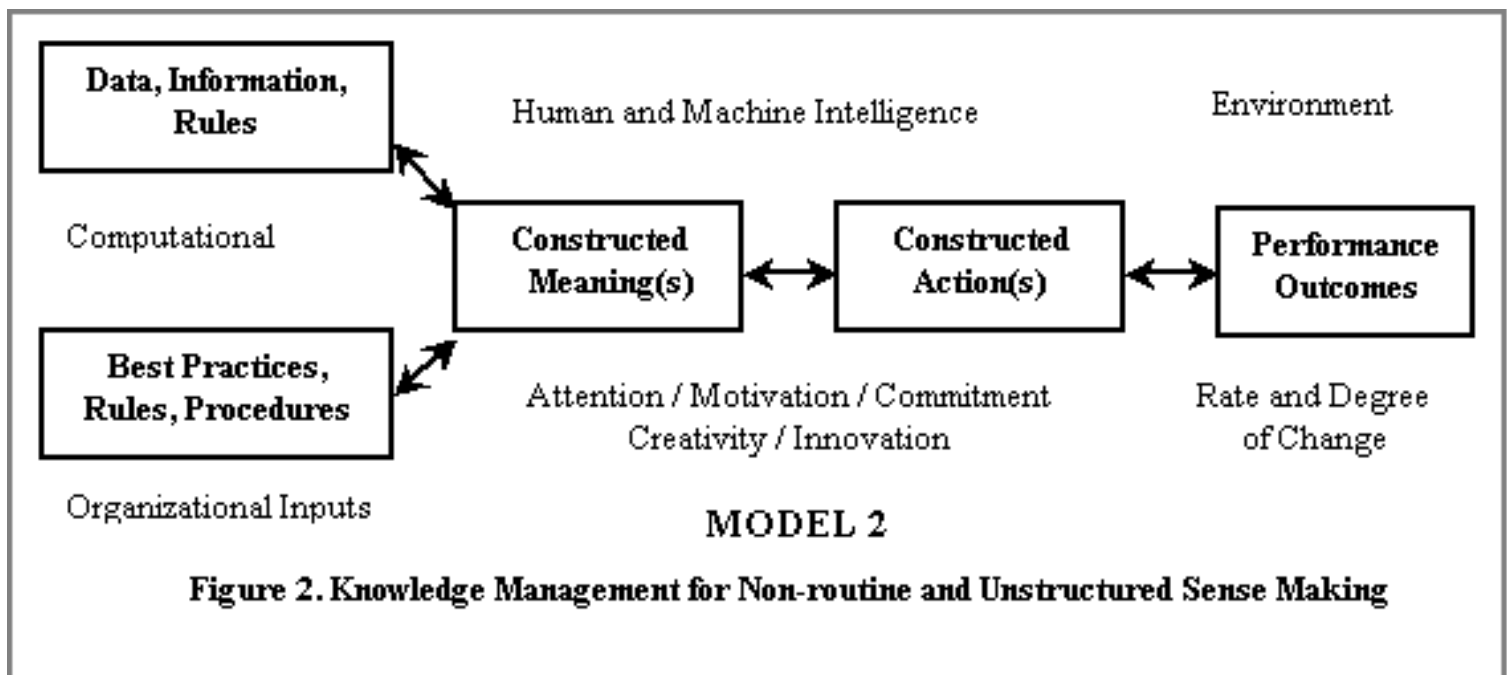 Data, Information,
Rules
Human and Machine Intelligence
Environment
Computational
Constructed
Meaning(s)
Constructed
Action(s)
Performance
Outcomes
Best Practices,
Rules, Procedures
Attention / Motivation / Commitment
Creativity / Innovation
Rate and Degree
of Change
Organizational Inputs
MODEL 2
Figure 2. Knowledge Management for Non-routine and Unstructured Sense Making